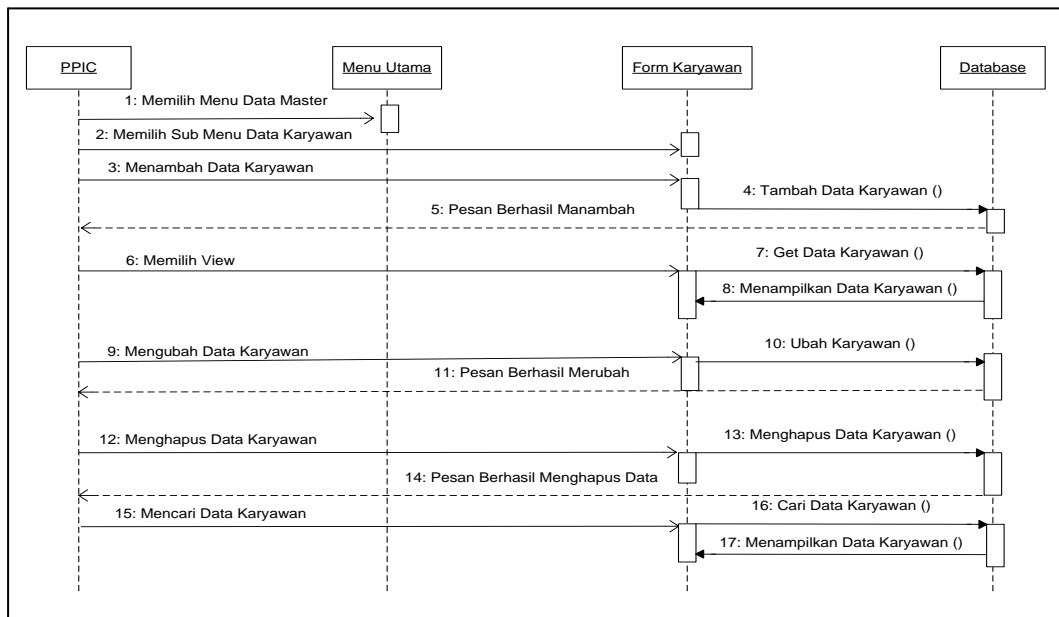 PPIC
Menu Utama
Form Karyawan
Database
1: Memilih Menu Data Master
2: Memilih Sub Menu Data Karyawan
3: Menambah Data Karyawan
4: Tambah Data Karyawan ()
5: Pesan Berhasil Manambah
6: Memilih View
7: Get Data Karyawan ()
8: Menampilkan Data Karyawan ()
9: Mengubah Data Karyawan
10: Ubah Karyawan ()
11: Pesan Berhasil Merubah
12: Menghapus Data Karyawan
13: Menghapus Data Karyawan ()
14: Pesan Berhasil Menghapus Data
15: Mencari Data Karyawan
16: Cari Data Karyawan ()
17: Menampilkan Data Karyawan ()